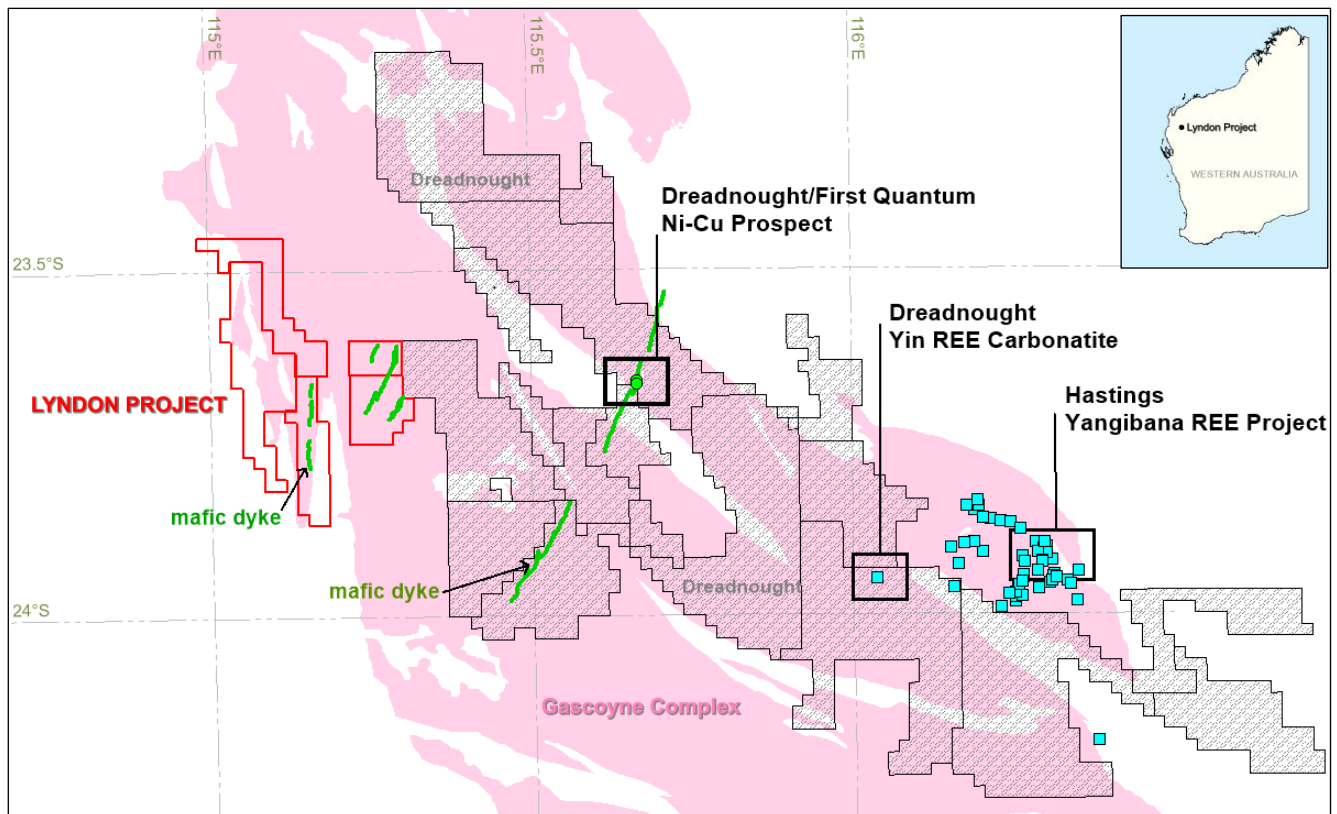 115°E
115.5°E
116°E
Lyndon Project
WESTERN AUSTRALIA
Dreadnought
Dreadnought/First Quantum
Ni-Cu Prospect
23.5°S
Dreadnought
Yin REE Carbonatite
Hastings
Yangibana REE Project
LYNDON PROJECT
mafic dyke
mafic dyke
Dreadnought
24°S
Gascoyne Complex